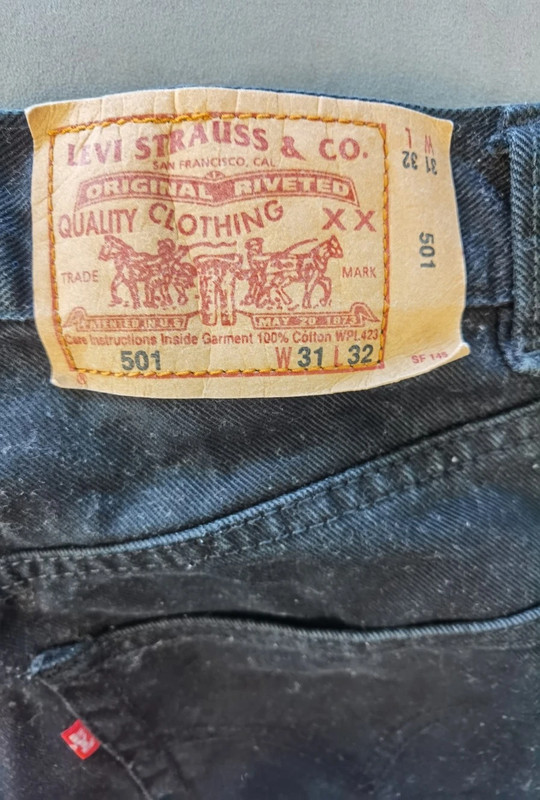 LEVI STRAUSS & CO.
SAN FRANCISCO, CAL
ORIGINAL RIVETED
QUALITY CLOTHING XX
TRADE MARK
PATENTED IN U.S. MAY 20 1873
Care Instructions Inside Garment 100% Cotton WPL423
501 W 31 L 32
SF 145
W L
31 32
501